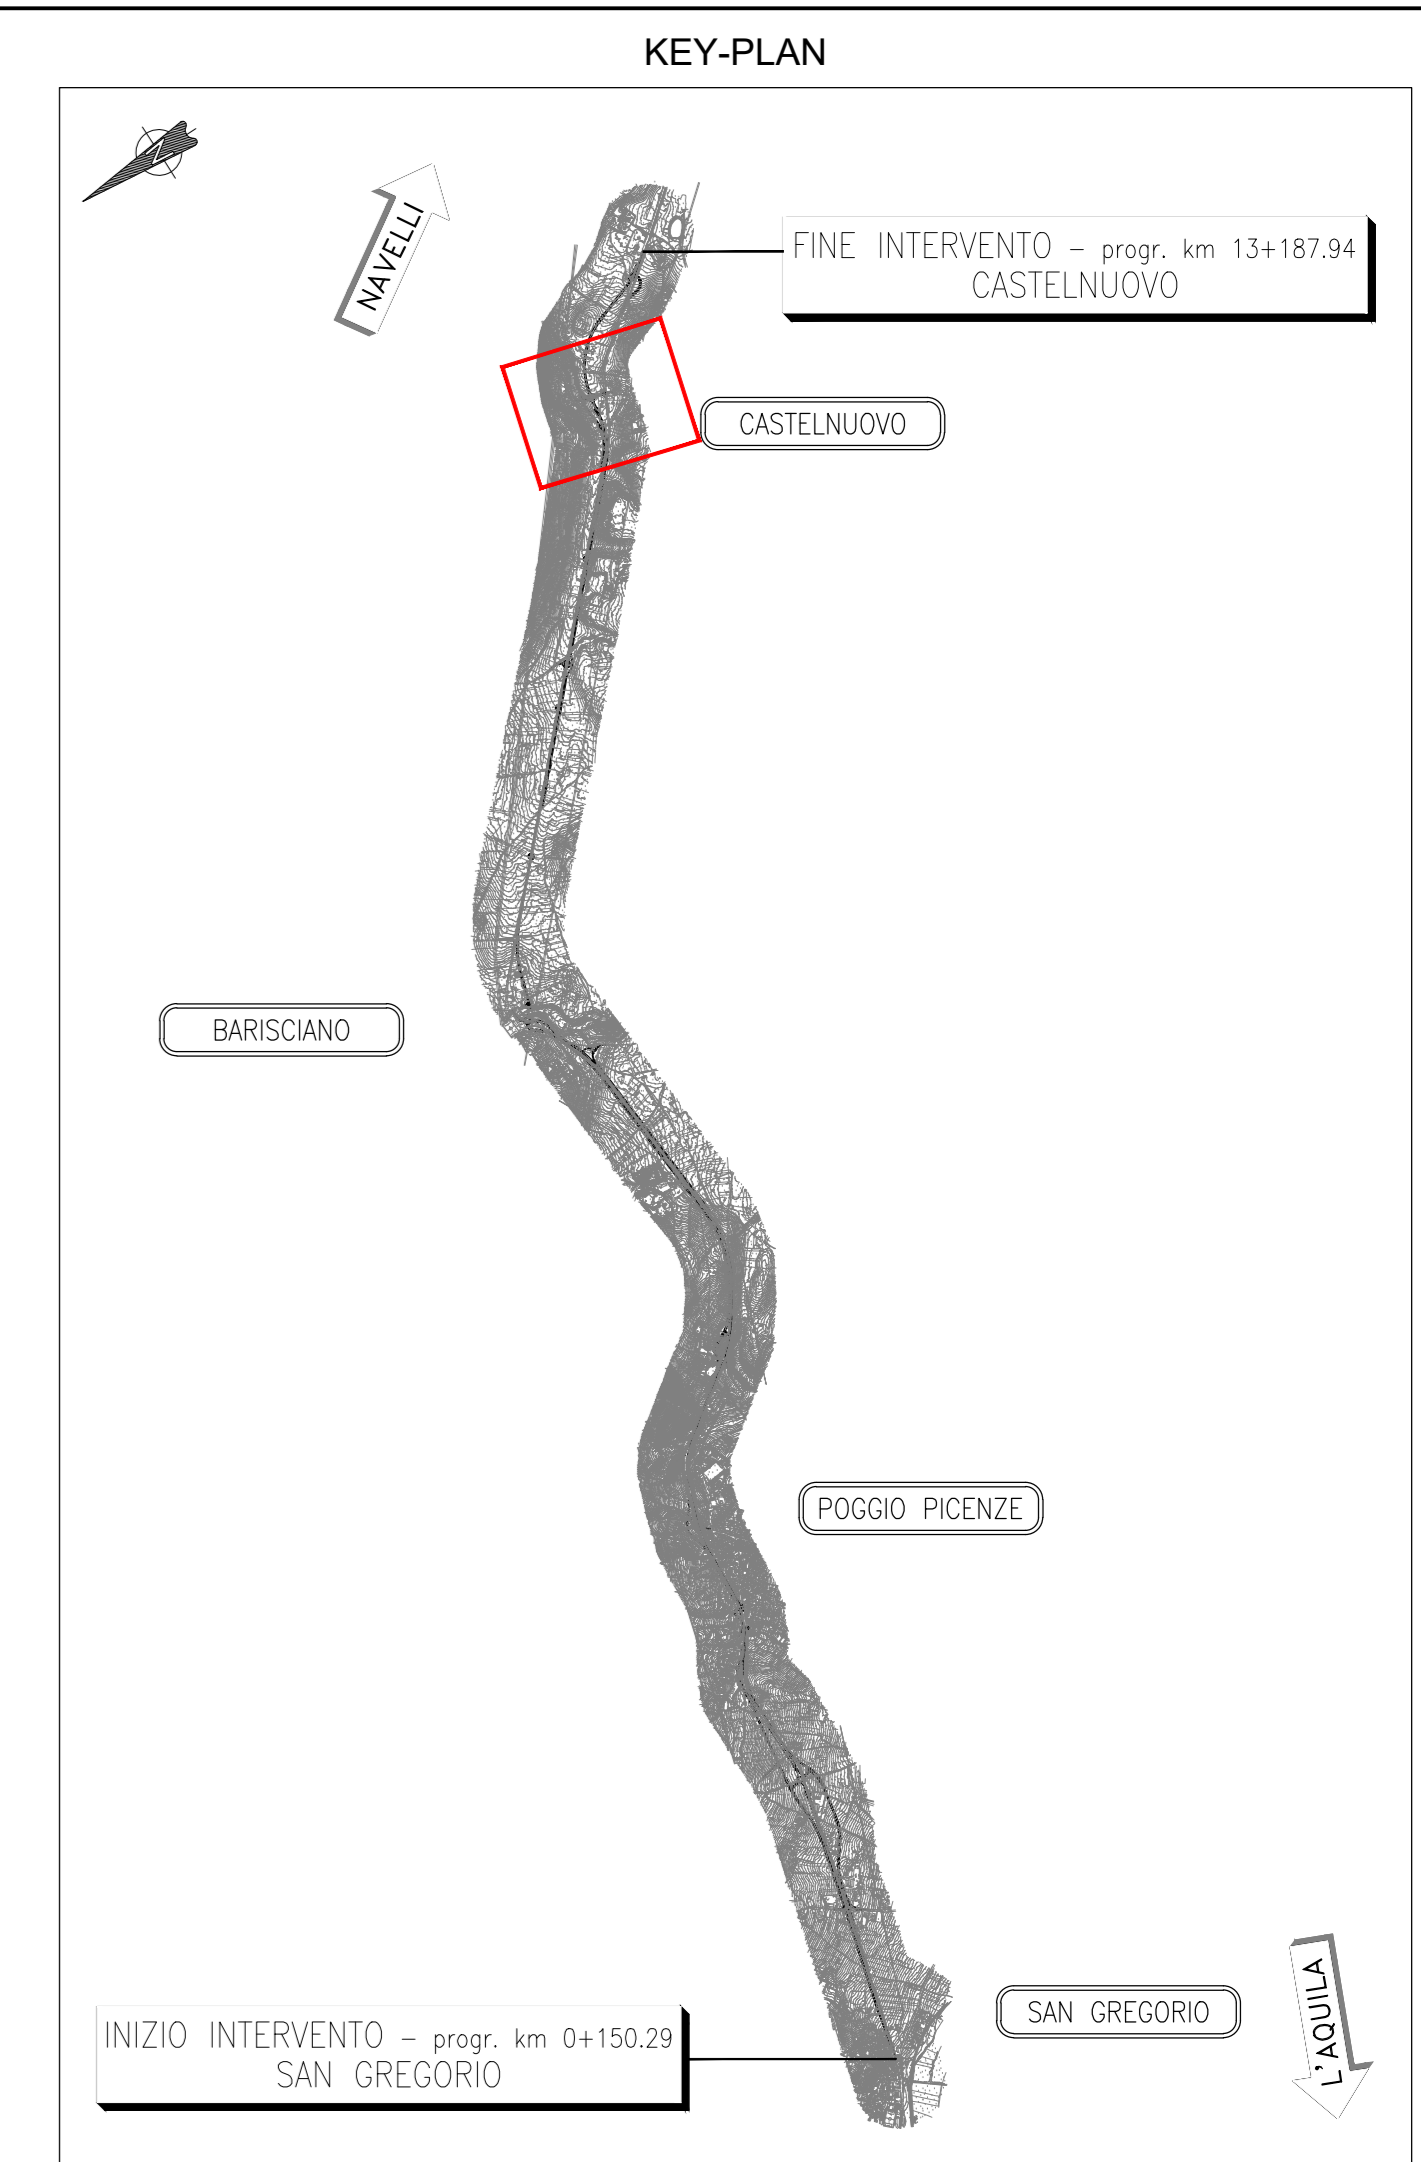 KEY-PLAN
N
NAVELLI
FINE INTERVENTO – progr. km 13+187.94
CASTELNUOVO
CASTELNUOVO
BARISCIANO
POGGIO PICENZE
SAN GREGORIO
L'AQUILA
INIZIO INTERVENTO – progr. km 0+150.29
SAN GREGORIO